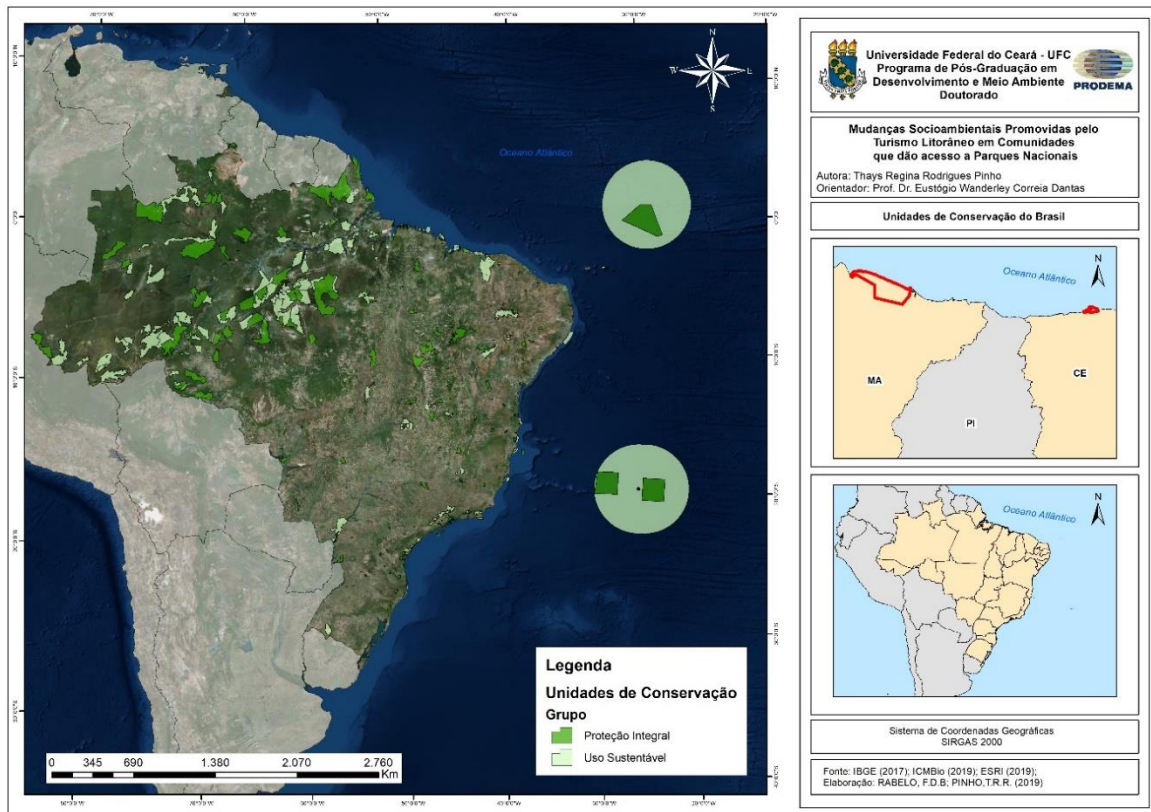 N
W
E
S
Oceano Atlântico
Legenda
Unidades de Conservação
Grupo
Proteção Integral
Uso Sustentável
0 345 690 1.380 2.070 2.760
Km
Universidade Federal do Ceará - UFC
Programa de Pós-Graduação em
Desenvolvimento e Meio Ambiente
Doutorado
PRODEMA
Mudanças Socioambientais Promovidas pelo
Turismo Litorâneo em Comunidades
que dão acesso a Parques Nacionais
Autora: Thays Regina Rodrigues Pinho
Orientador: Prof. Dr. Eustógio Wanderley Correia Dantas
Unidades de Conservação do Brasil
N
Oceano Atlântico
MA
PI
CE
N
Oceano Atlântico
Sistema de Coordenadas Geográficas
SIRGAS 2000
Fonte: IBGE (2017); ICMBio (2019); ESRI (2019);
Elaboração: RABELO, F.D.B; PINHO,T.R.R. (2019)